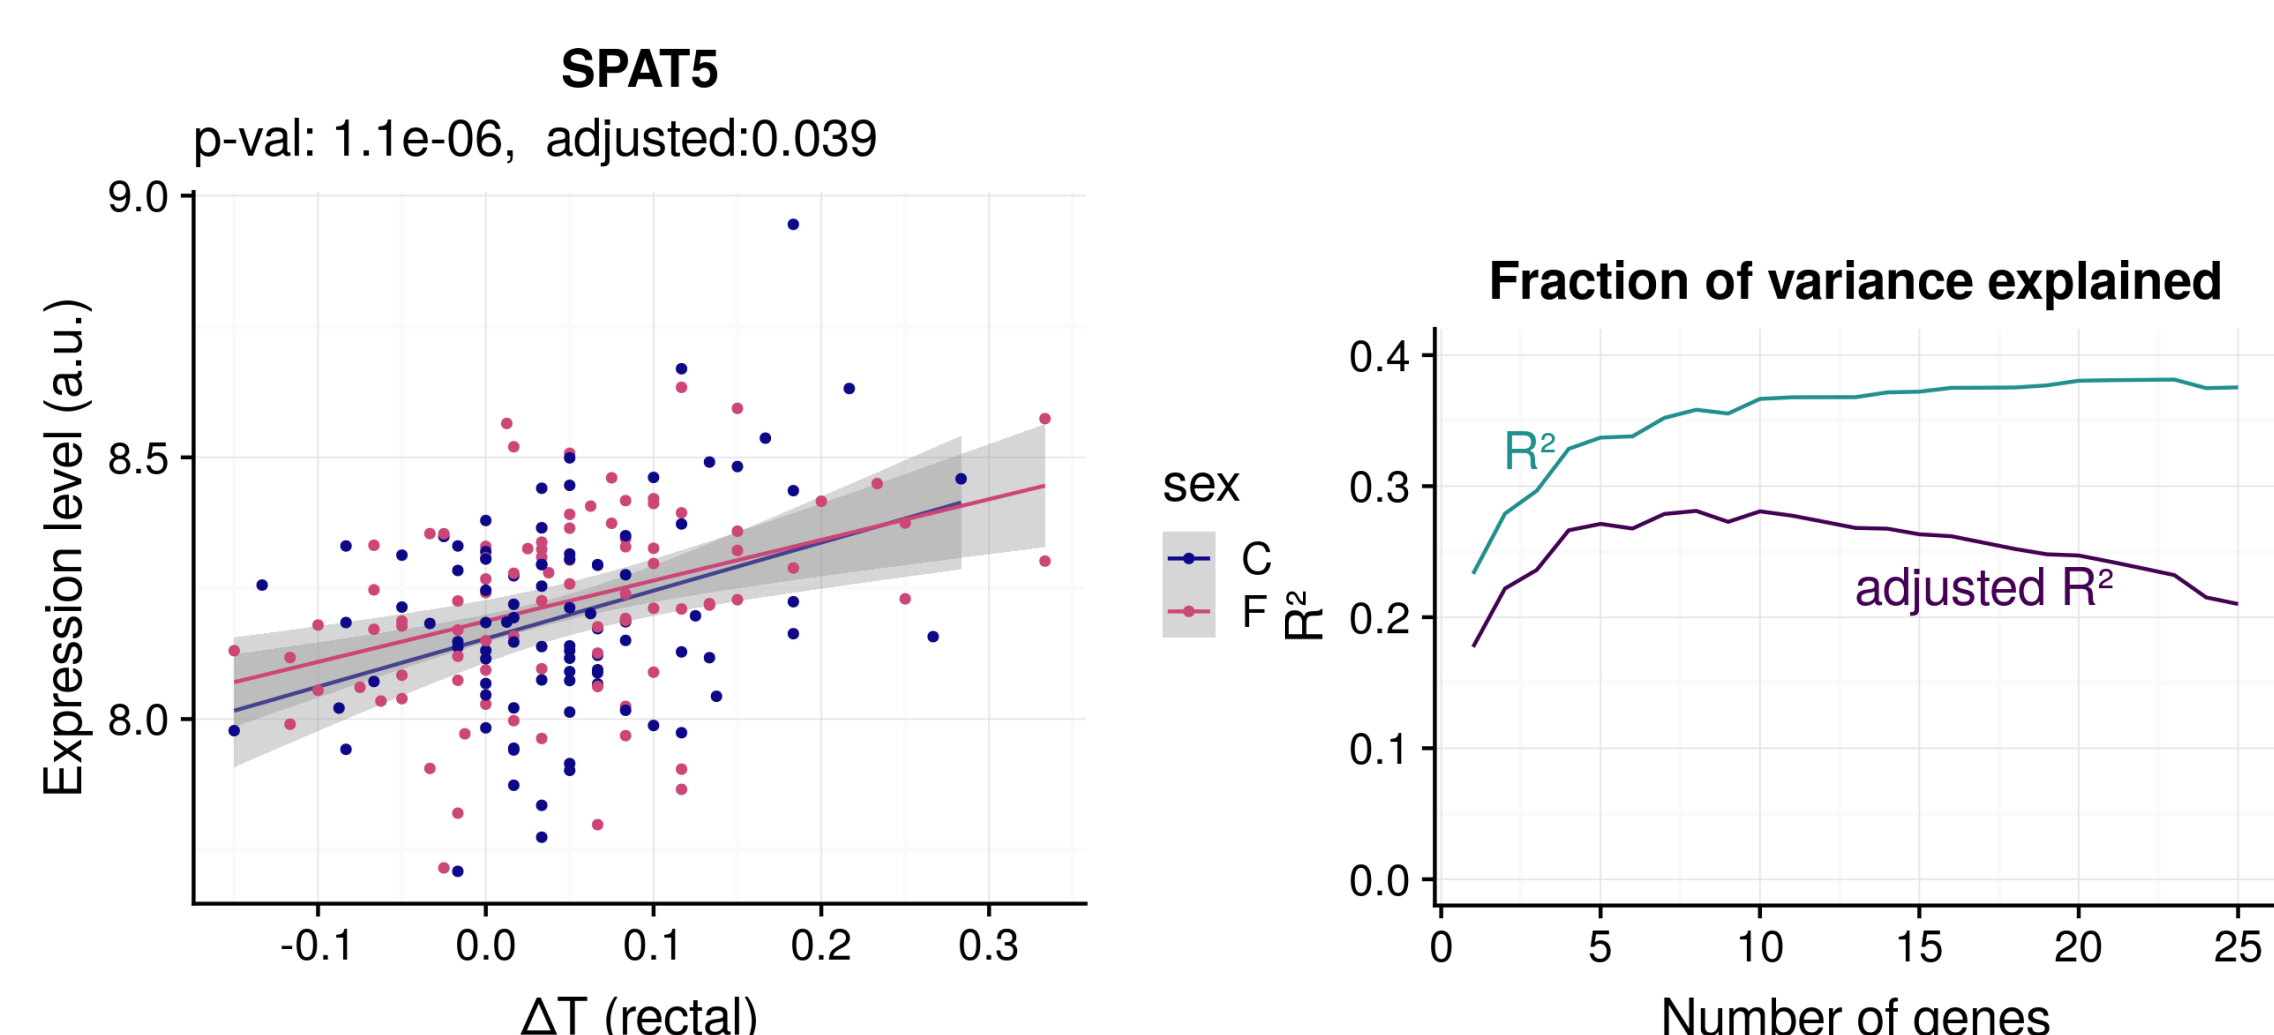 SPAT5
p-val: 1.1e-06,  adjusted:0.039
Expression level (a.u.)
9.0
8.5
8.0
-0.1 0.0 0.1 0.2 0.3
ΔT (rectal)
sex
C
F
Fraction of variance explained
R²
0.4
0.3
0.2
0.1
0.0
R²
adjusted R²
0 5 10 15 20 25
Number of genes